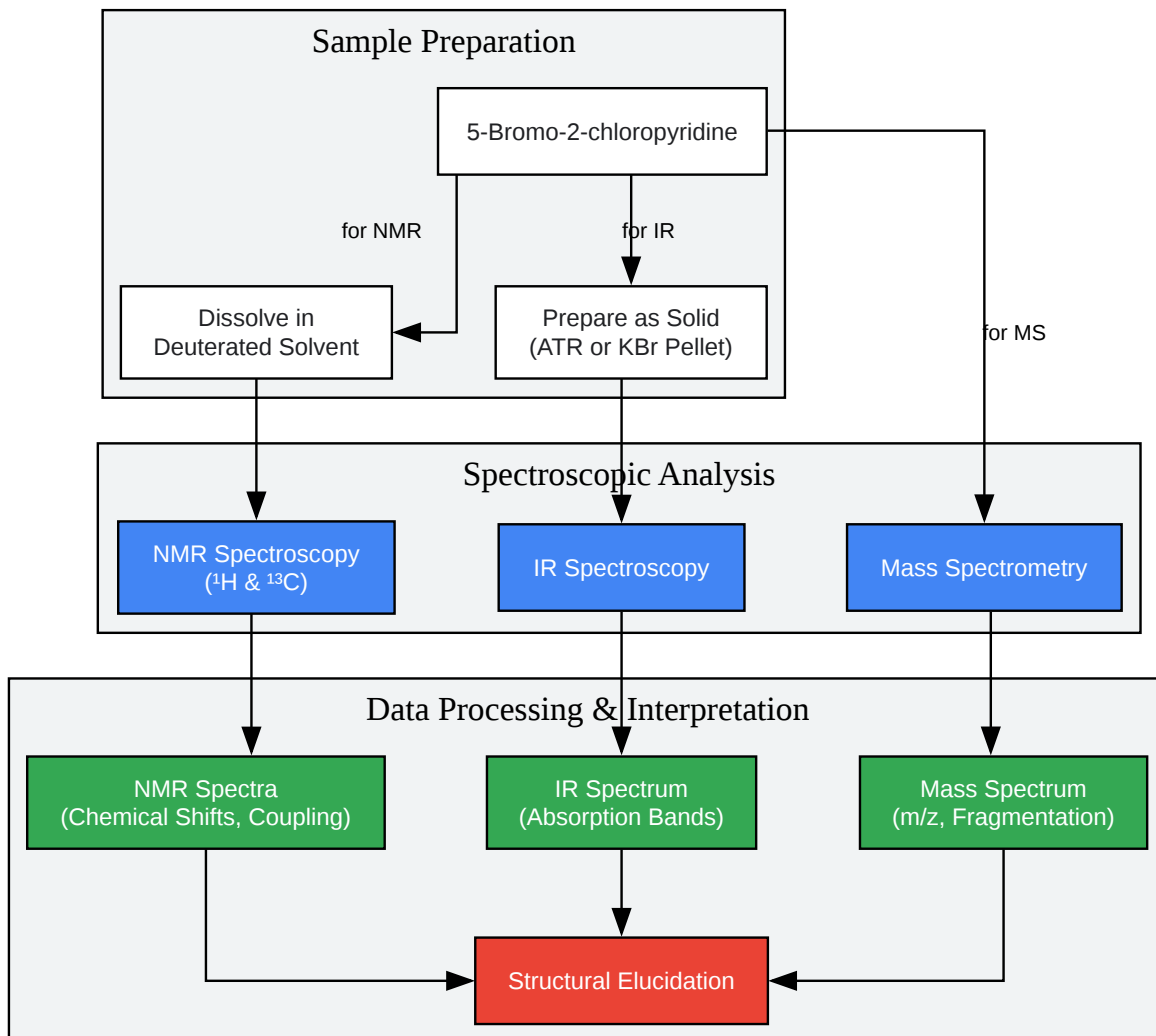 Sample Preparation
5-Bromo-2-chloropyridine
for NMR
for IR
Dissolve in
Deuterated Solvent
Prepare as Solid
(ATR or KBr Pellet)
for MS
Spectroscopic Analysis
NMR Spectroscopy
(¹H & ¹³C)
IR Spectroscopy
Mass Spectrometry
Data Processing & Interpretation
NMR Spectra
(Chemical Shifts, Coupling)
IR Spectrum
(Absorption Bands)
Mass Spectrum
(m/z, Fragmentation)
Structural Elucidation